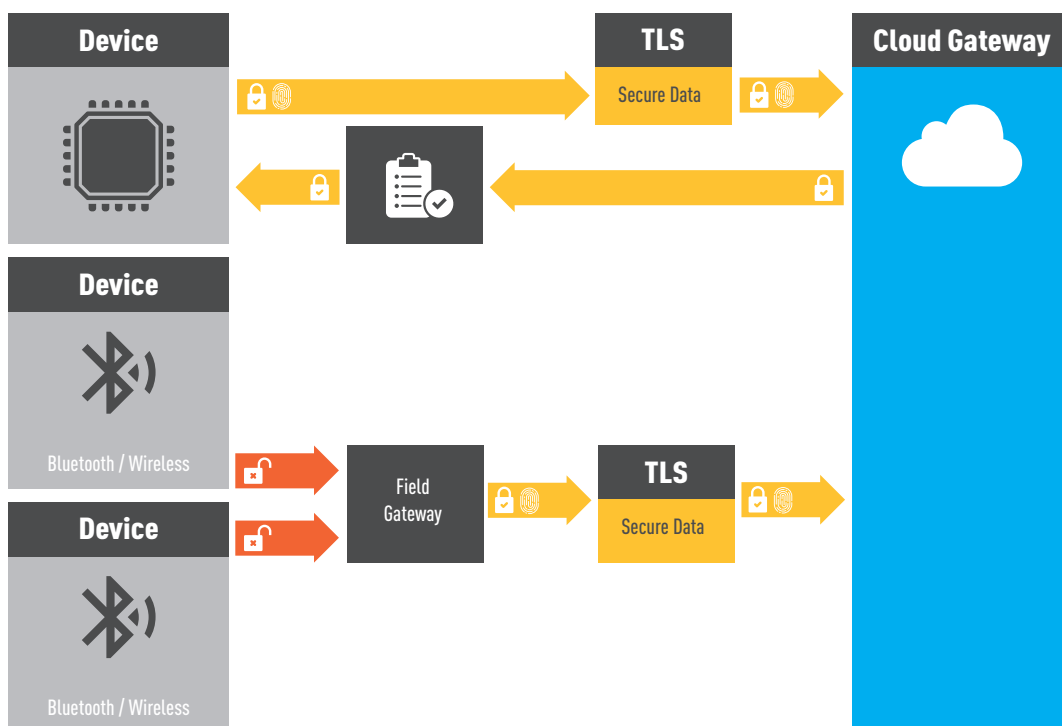 Device
TLS
Secure Data
Cloud Gateway
Device
Bluetooth / Wireless
Field
Gateway
TLS
Secure Data
Device
Bluetooth / Wireless